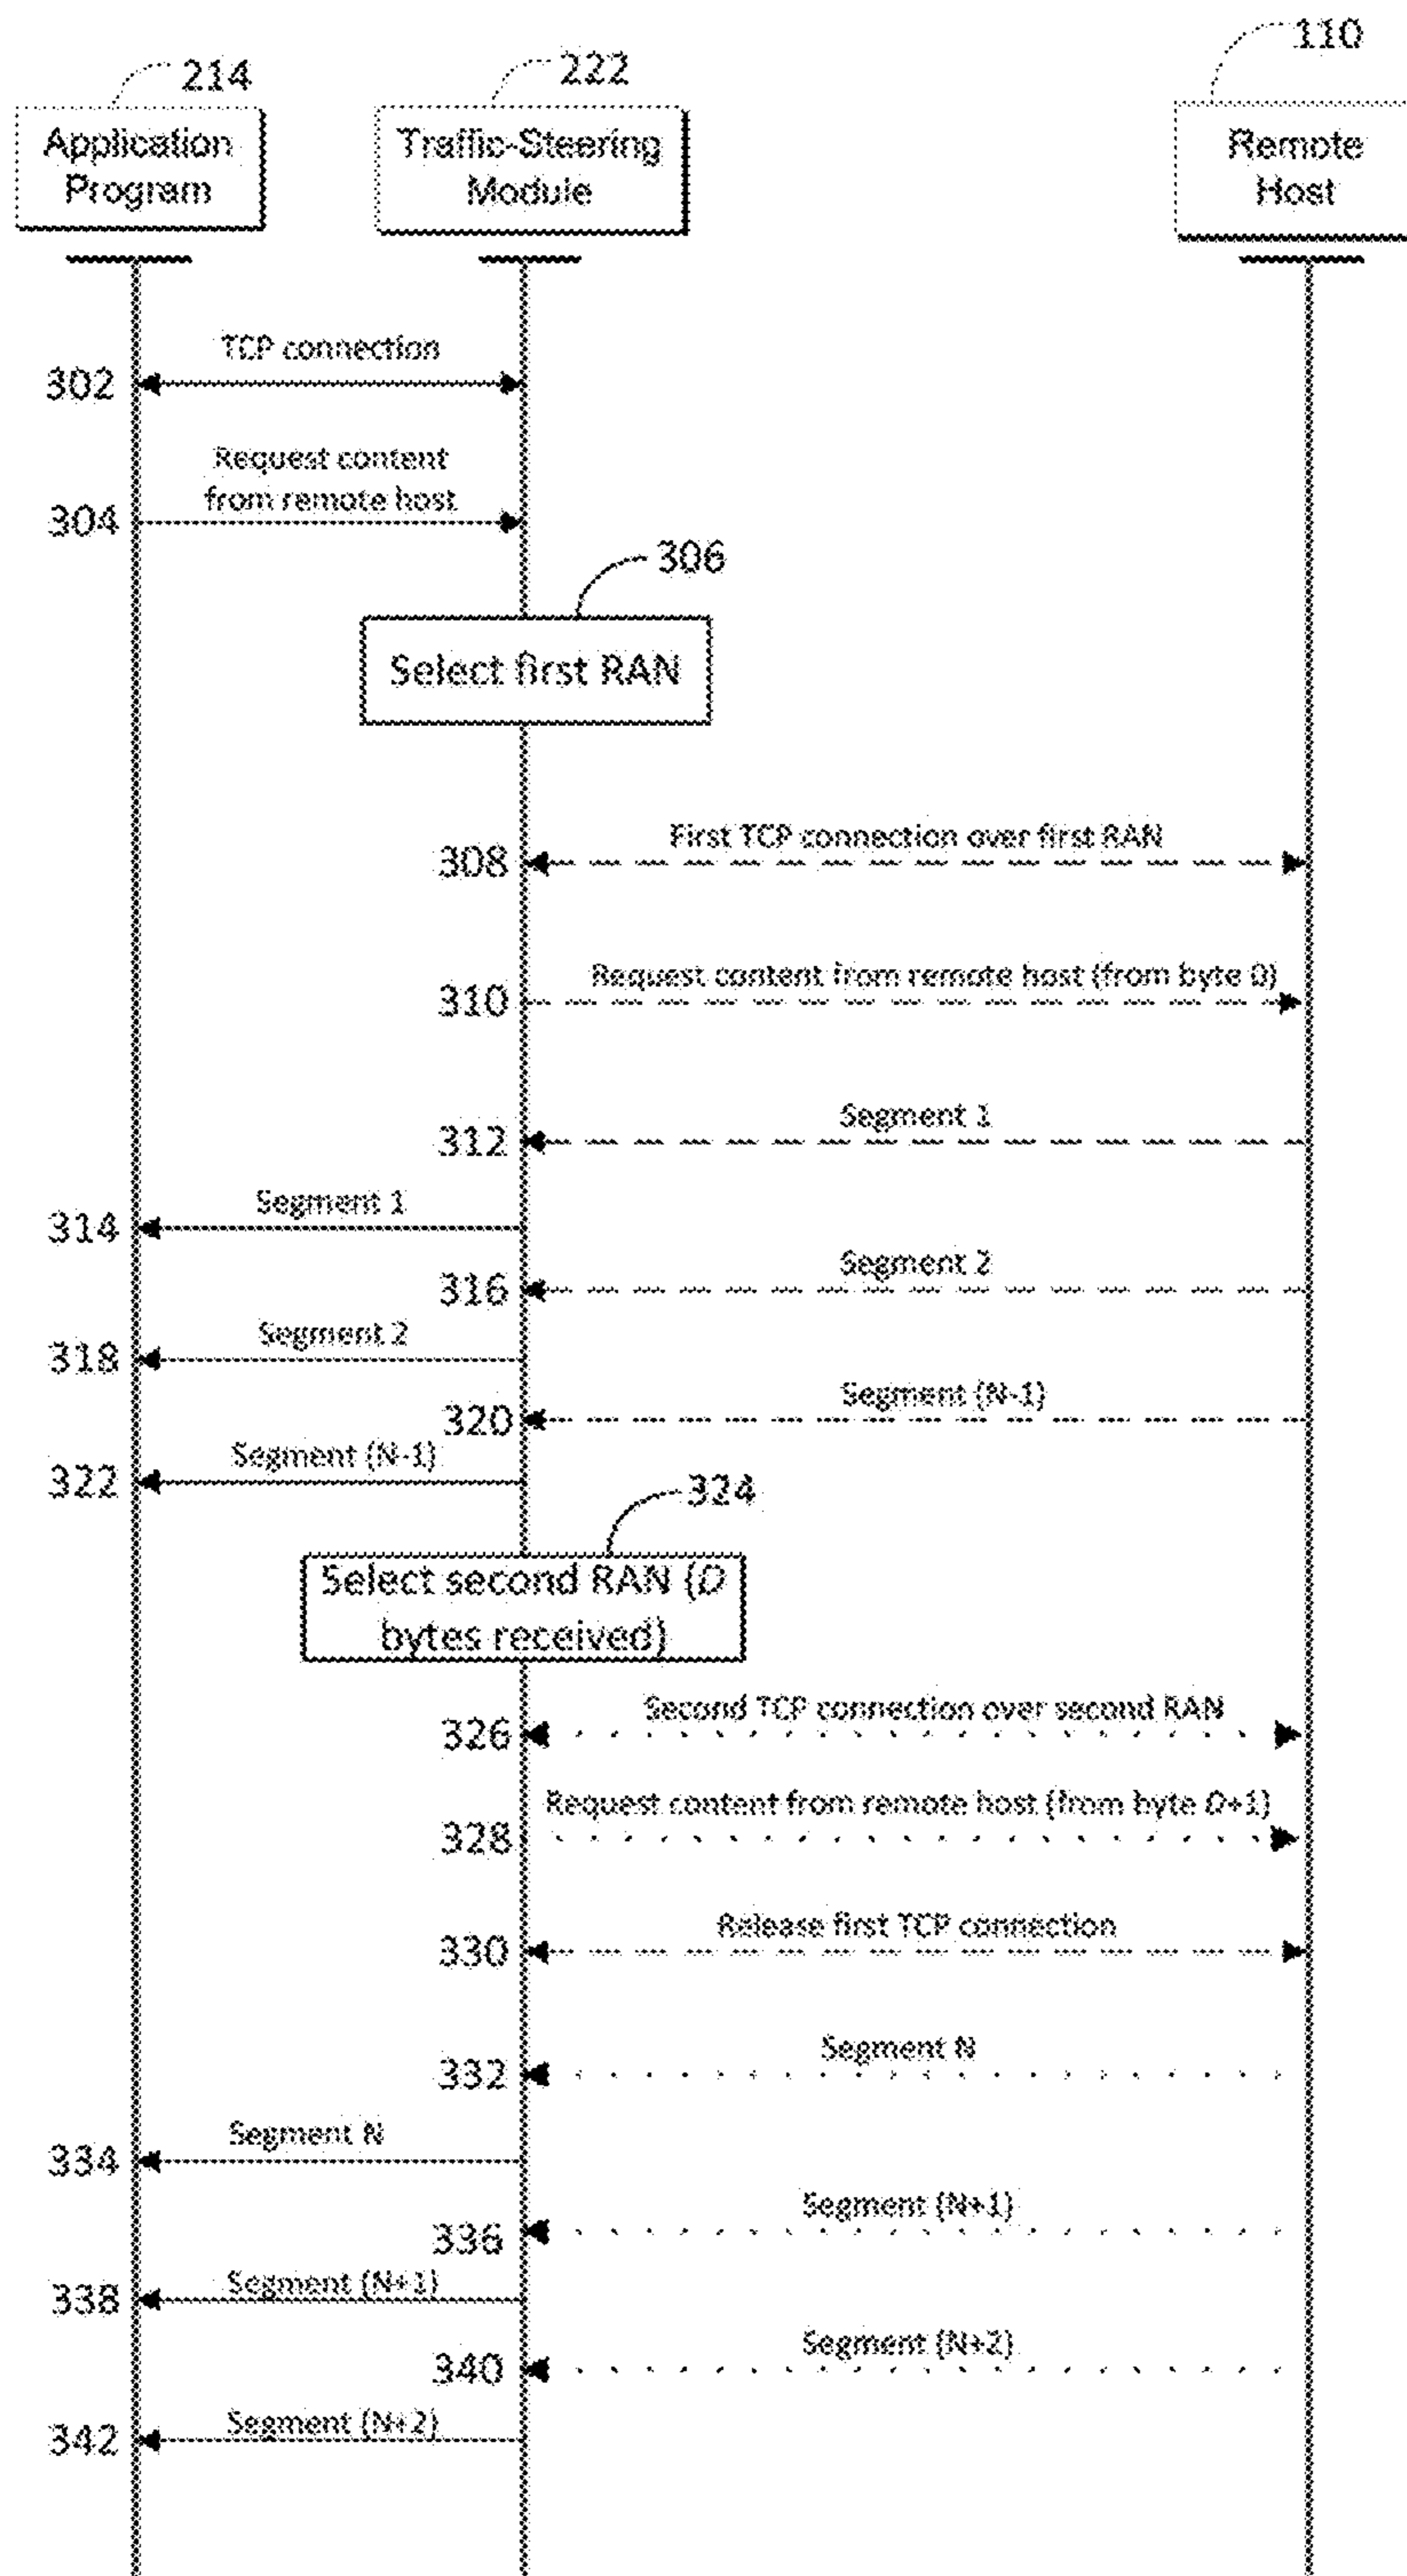 214
222
110
Application
Program
Traffic-Steering
Module
Remote
Host
TCP connection
302
Request content
from remote host
304
306
Select first RAN
First TCP connection over first RAN
308
Request content from remote host (from byte 0)
310
Segment 1
312
Segment 1
314
Segment 2
316
Segment 2
318
Segment (N-1)
320
Segment (N-1)
322
324
Select second RAN (D
bytes received)
Second TCP connection over second RAN
326
Request content from remote host (from byte D+1)
328
Release first TCP connection
330
Segment N
332
Segment N
334
Segment (N+1)
336
Segment (N+1)
338
Segment (N+2)
340
Segment (N+2)
342